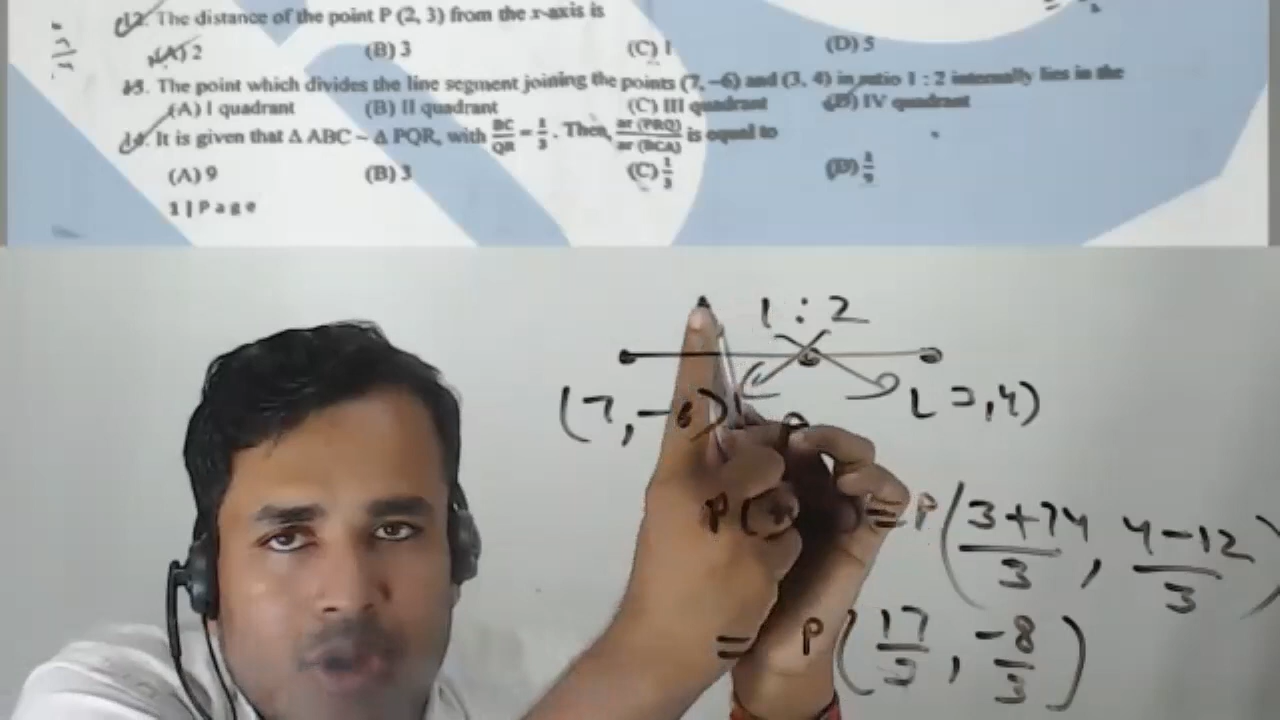 12. The distance of the point P (2, 3) from the x-axis is
(A) 2 (B) 3 (C) 1 (D) 5
15. The point which divides the line segment joining the points (7, –6) and (3, 4) in ratio 1 : 2 internally lies in the
(A) I quadrant (B) II quadrant (C) III quadrant (D) IV quadrant
14. It is given that Δ ABC ~ Δ PQR, with BC/QR = 1/3. Then, ar (PRQ)/ar (BCA) is equal to
(A) 9 (B) 3 (C) 1/3 (D) 1/9
1 | Page
1 : 2
(7, -6) 3, 4)
P
P ( ) = P (3+14/3, 4-12/3)
= P (17/3, -8/3)